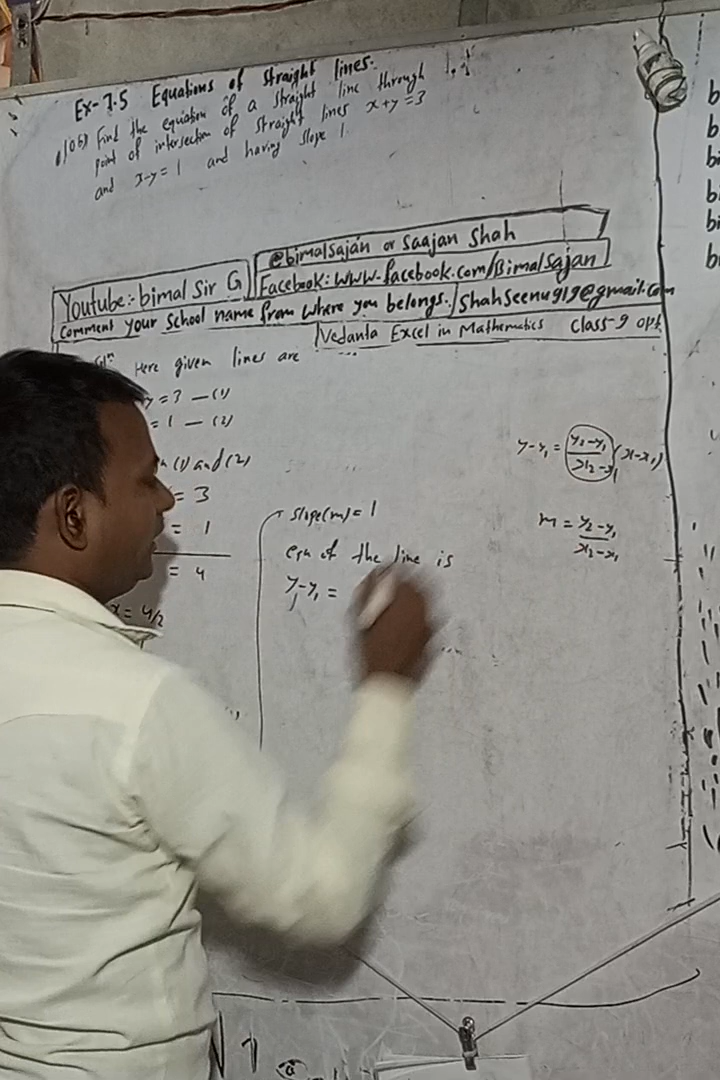 Ex-7.5 Equations of straight lines.
Find the equation of a straight line through
point of intersection of straight lines x+y=3
and x-y=1 and having slope 1.
@bimalsajan or Saajan Shah
Youtube:- bimal Sir G
Facebook: www.facebook.com/Bimalsajan
Comment your School name from where you belongs.
Shahseenu919@gmail.com
Vedanta Excel in Mathematics Class-9 opt.
Solⁿ Here given lines are ...
y = 3 — (1)
= 1 — (2)
(1) and (2)
= 3
= 1
= 4
x = 4/2
slope(m) = 1
eqn of the line is
y-y₁ =
y-y₁ = (y₂-y₁)/(x₂-x₁) (x-x₁)
m = (y₂-y₁)/(x₂-x₁)